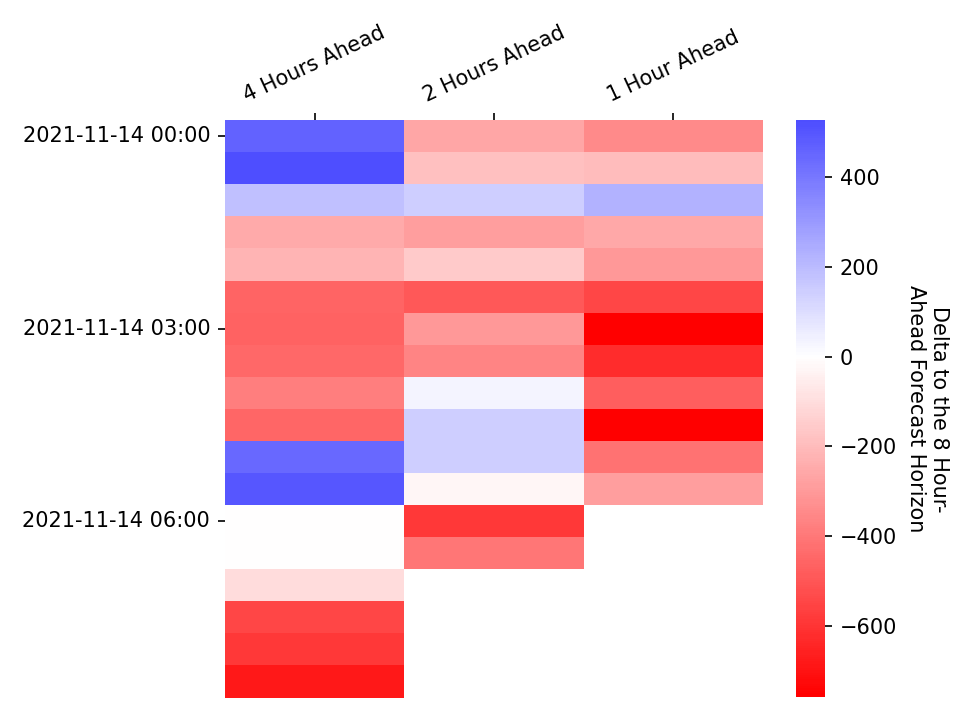 4 Hours Ahead
2 Hours Ahead
1 Hour Ahead
2021-11-14 00:00
2021-11-14 03:00
2021-11-14 06:00
400
200
0
−200
−400
−600
Delta to the 8 Hour-
Ahead Forecast Horizon